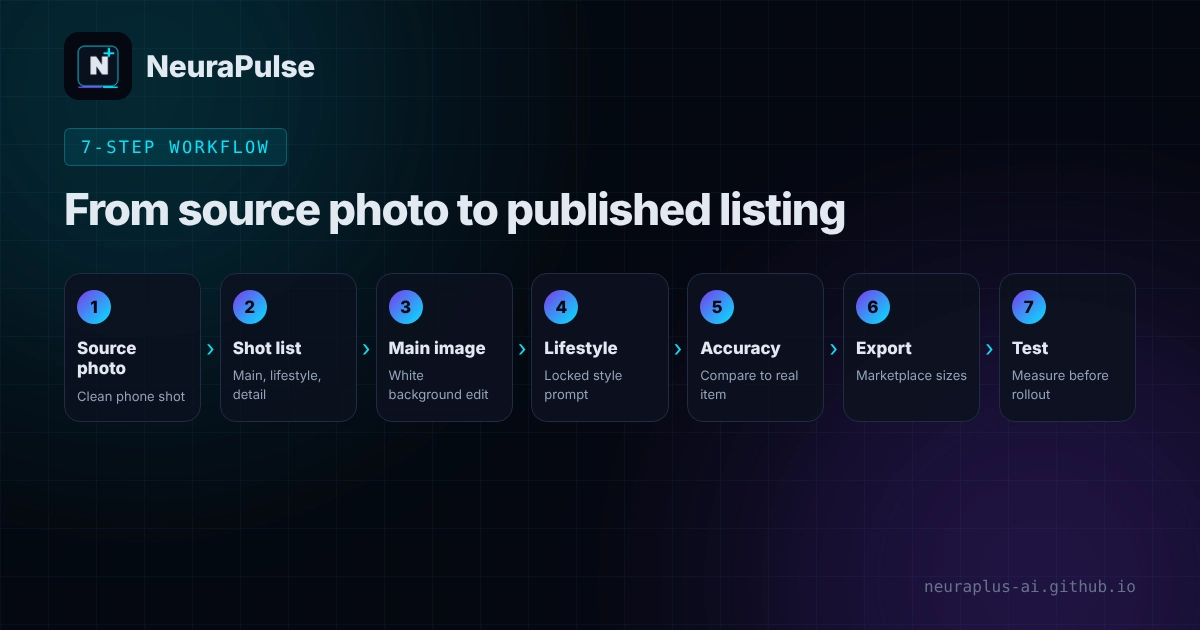 N+
NeuraPulse
7-STEP WORKFLOW
From source photo to published listing
1
Source
photo
Clean phone shot
›
2
Shot list
Main, lifestyle,
detail
›
3
Main image
White
background edit
›
4
Lifestyle
Locked style
prompt
›
5
Accuracy
Compare to real
item
›
6
Export
Marketplace sizes
›
7
Test
Measure before
rollout
neuraplus-ai.github.io